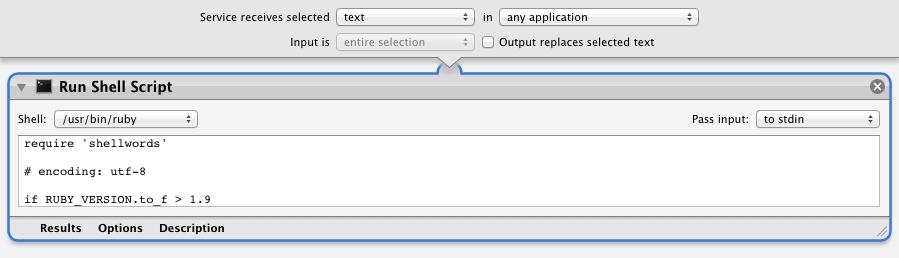 Service receives selected text in any application
Input is entire selection Output replaces selected text
Run Shell Script
Shell: /usr/bin/ruby Pass input: to stdin
require 'shellwords'
# encoding: utf-8
if RUBY_VERSION.to_f > 1.9
Results Options Description